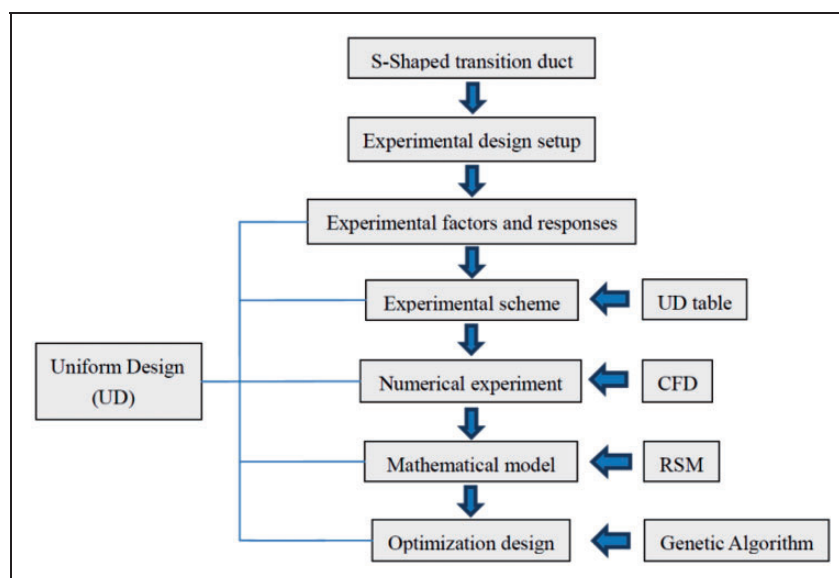 S-Shaped transition duct
Experimental design setup
Experimental factors and responses
Experimental scheme
UD table
Uniform Design
(UD)
Numerical experiment
CFD
Mathematical model
RSM
Optimization design
Genetic Algorithm